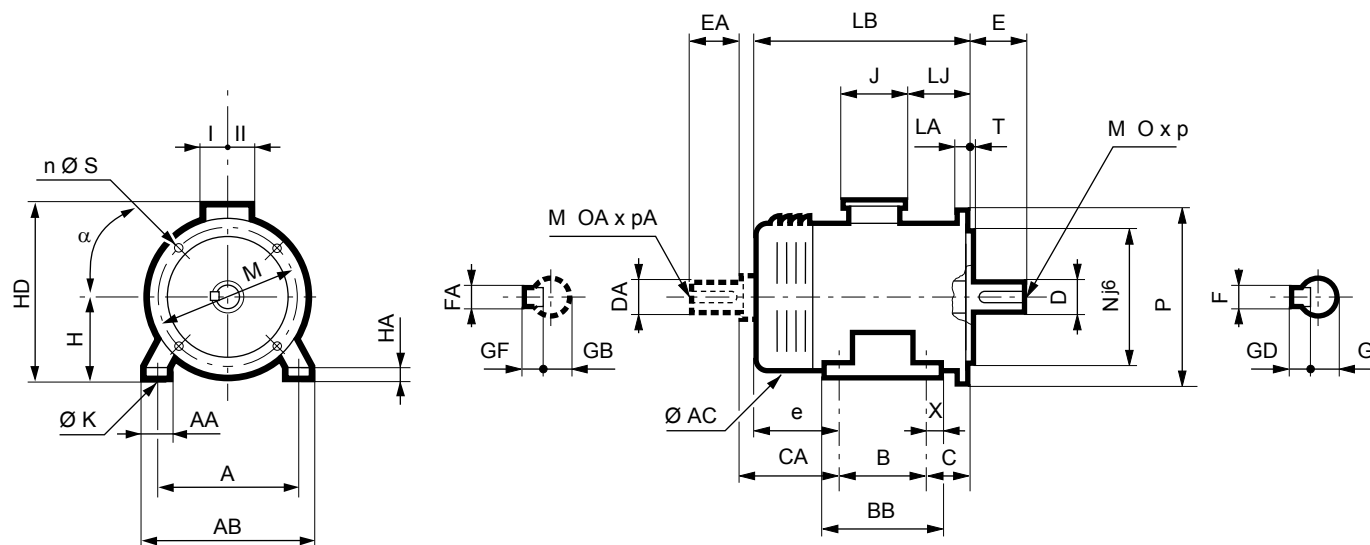 EA
LB
E
J
LJ
I
II
LA
T
M O x p
n Ø S
α
M
M OA x pA
HD
H
HA
FA
DA
D
Nj6
P
F
GF
GB
GD
G
Ø K
AA
Ø AC
e
X
CA
B
C
A
AB
BB